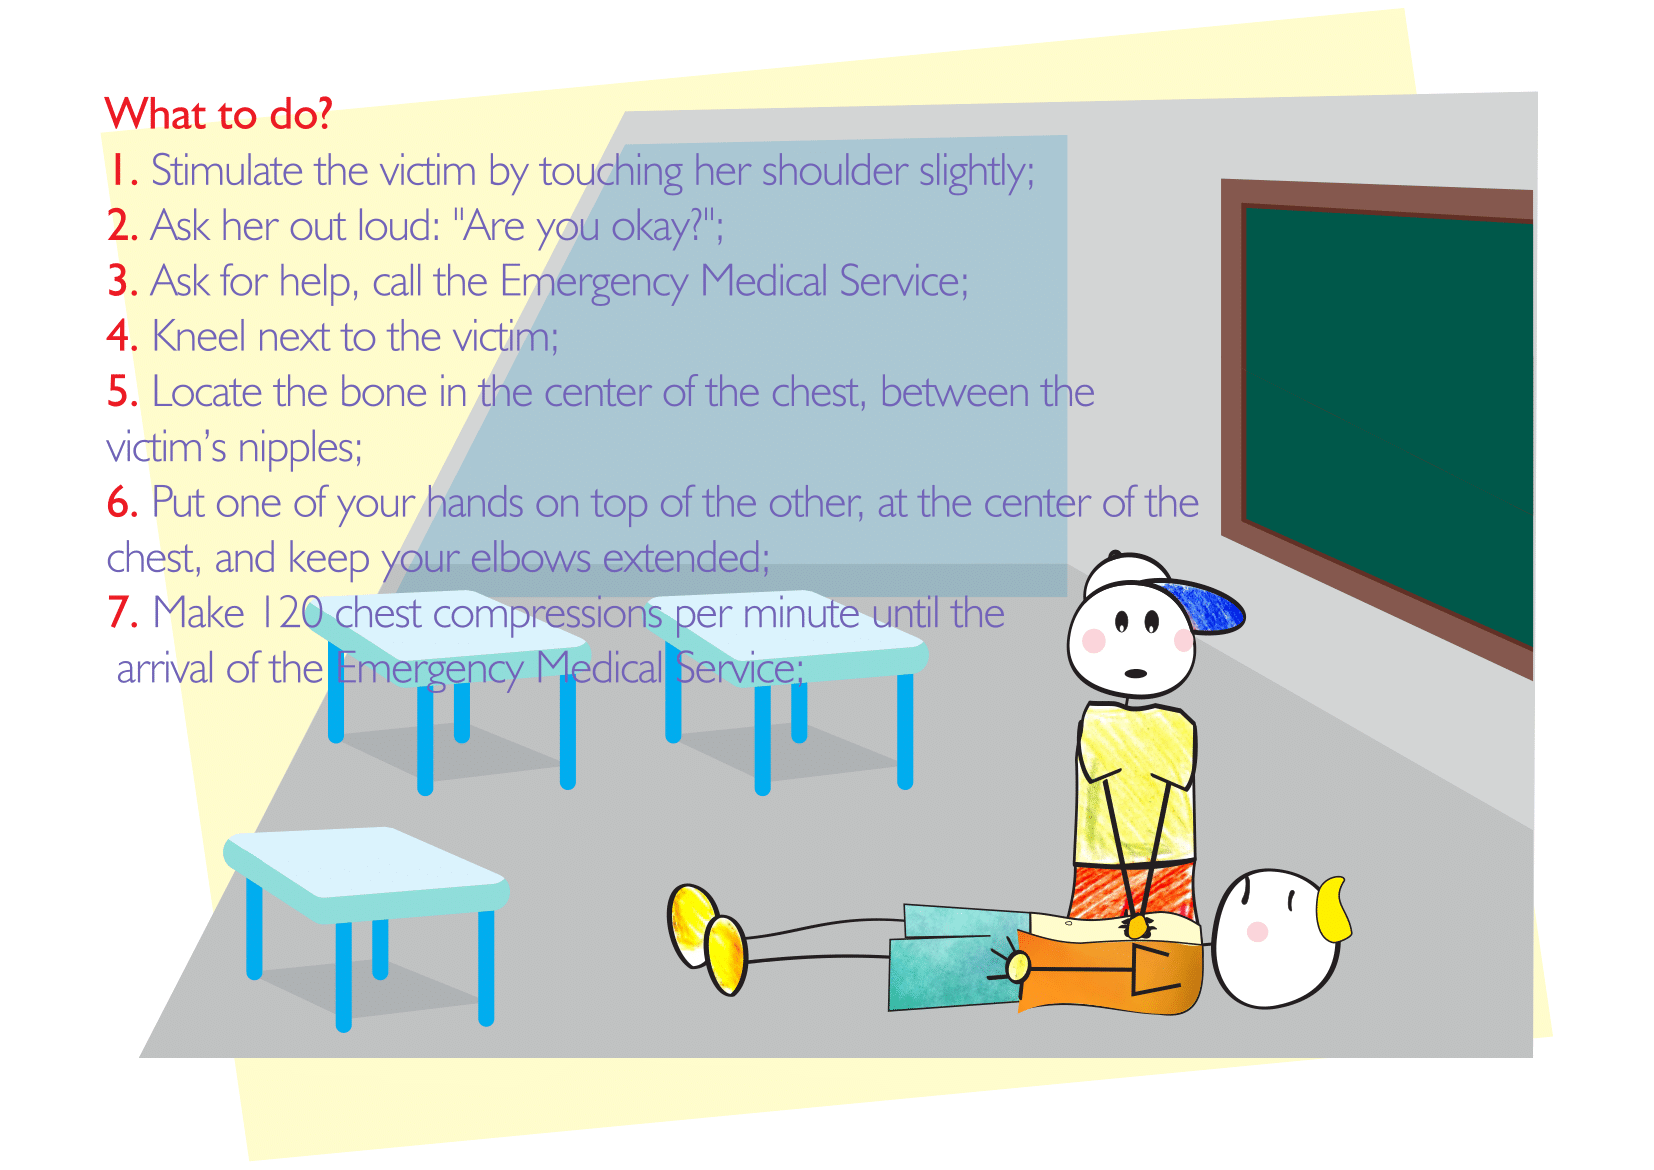 What to do?
1. Stimulate the victim by touching her shoulder slightly;
2. Ask her out loud: "Are you okay?";
3. Ask for help, call the Emergency Medical Service;
4. Kneel next to the victim;
5. Locate the bone in the center of the chest, between the
victim’s nipples;
6. Put one of your hands on top of the other, at the center of the
chest, and keep your elbows extended;
7. Make 120 chest compressions per minute until the
arrival of the Emergency Medical Service;